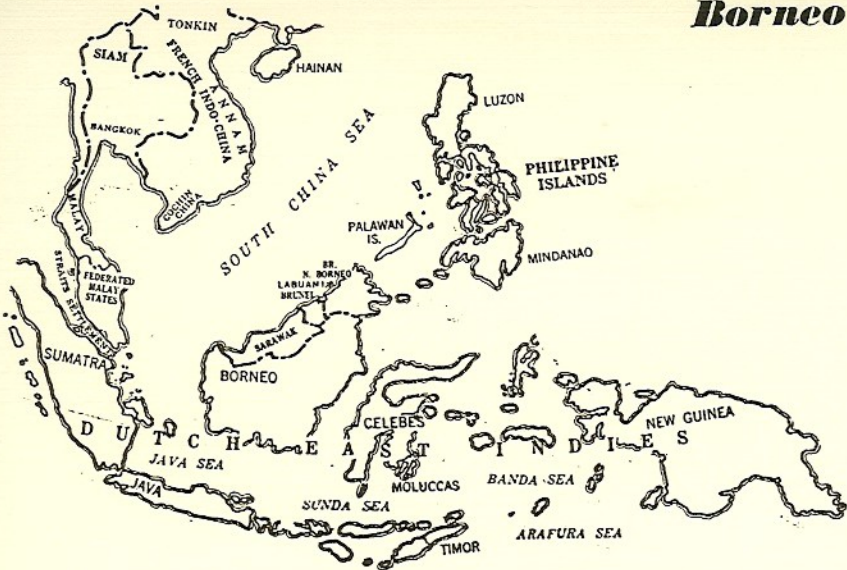 Borneo
TONKIN
SIAM
FRENCH
INDO-CHINA
ANNAM
HAINAN
BANGKOK
COCHIN
CHINA
LUZON
PHILIPPINE
ISLANDS
SOUTH CHINA SEA
PALAWAN
IS.
MINDANAO
MALAY
STRAITS SETTLEMENT
FEDERATED
MALAY
STATES
BR.
N. BORNEO
LABUAN
BRUNEI
SARAWAK
SUMATRA
BORNEO
CELEBES
NEW GUINEA
DUTCH EAST INDIES
JAVA SEA
JAVA
MOLUCCAS
BANDA SEA
SUNDA SEA
ARAFURA SEA
TIMOR